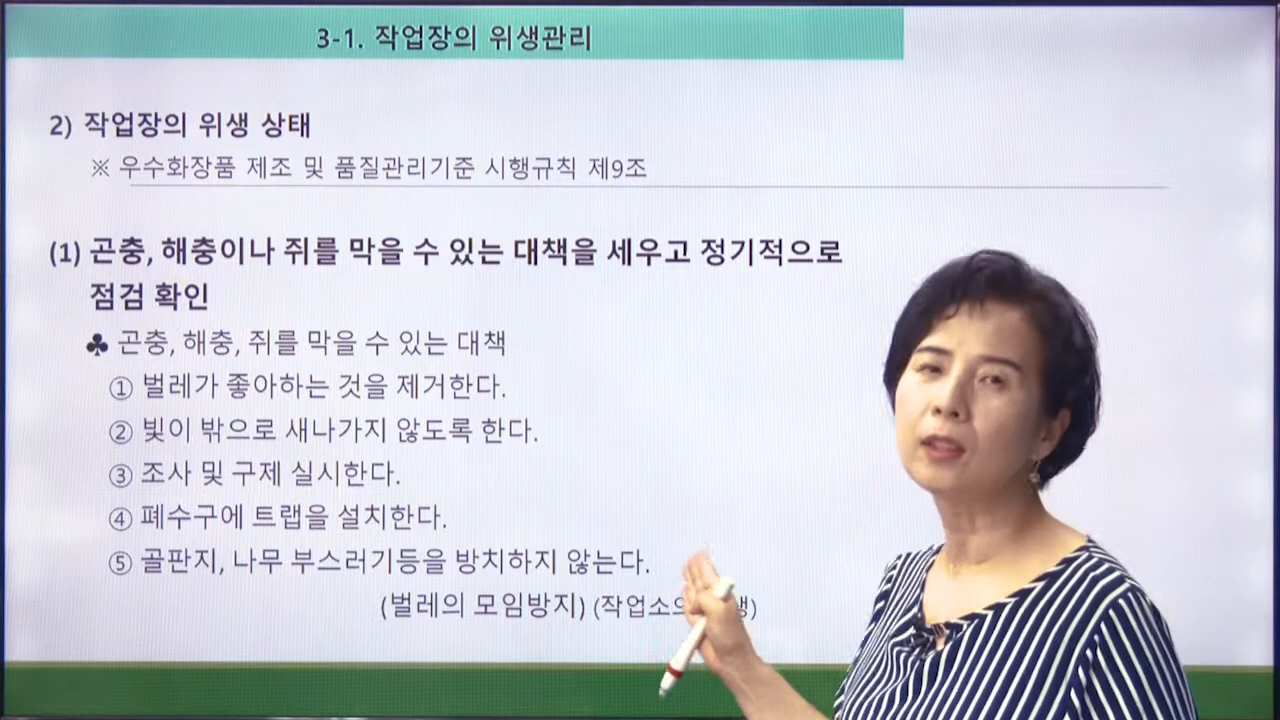 3-1. 작업장의 위생관리
2) 작업장의 위생 상태
※ 우수화장품 제조 및 품질관리기준 시행규칙 제9조
(1) 곤충, 해충이나 쥐를 막을 수 있는 대책을 세우고 정기적으로
점검 확인
♣ 곤충, 해충, 쥐를 막을 수 있는 대책
① 벌레가 좋아하는 것을 제거한다.
② 빛이 밖으로 새나가지 않도록 한다.
③ 조사 및 구제 실시한다.
④ 폐수구에 트랩을 설치한다.
⑤ 골판지, 나무 부스러기등을 방치하지 않는다.
(벌레의 모임방지) (작업소의